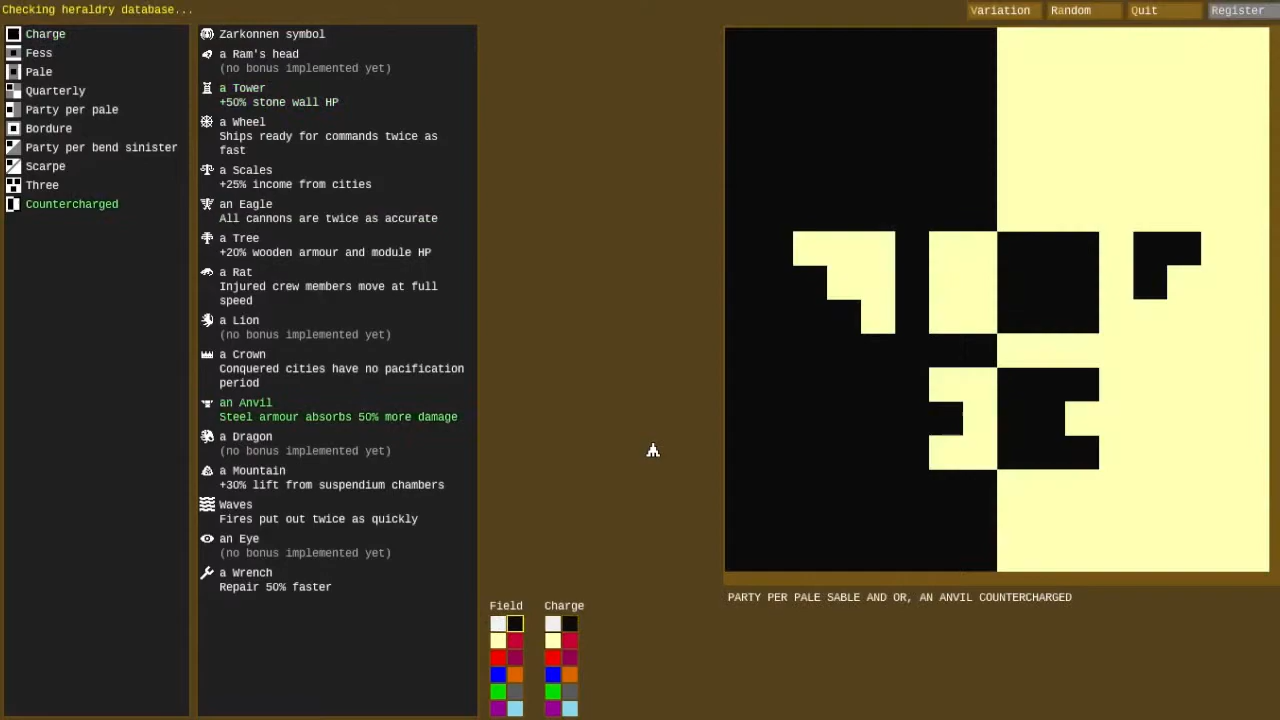 Checking heraldry database...
Variation
Random
Quit
Register
Charge
Fess
Pale
Quarterly
Party per pale
Bordure
Party per bend sinister
Scarpe
Three
Countercharged
Zarkonnen symbol
a Ram's head
(no bonus implemented yet)
a Tower
+50% stone wall HP
a Wheel
Ships ready for commands twice as
fast
a Scales
+25% income from cities
an Eagle
All cannons are twice as accurate
a Tree
+20% wooden armour and module HP
a Rat
Injured crew members move at full
speed
a Lion
(no bonus implemented yet)
a Crown
Conquered cities have no pacification
period
an Anvil
Steel armour absorbs 50% more damage
a Dragon
(no bonus implemented yet)
a Mountain
+30% lift from suspendium chambers
Waves
Fires put out twice as quickly
an Eye
(no bonus implemented yet)
a Wrench
Repair 50% faster
Field
Charge
PARTY PER PALE SABLE AND OR, AN ANVIL COUNTERCHARGED